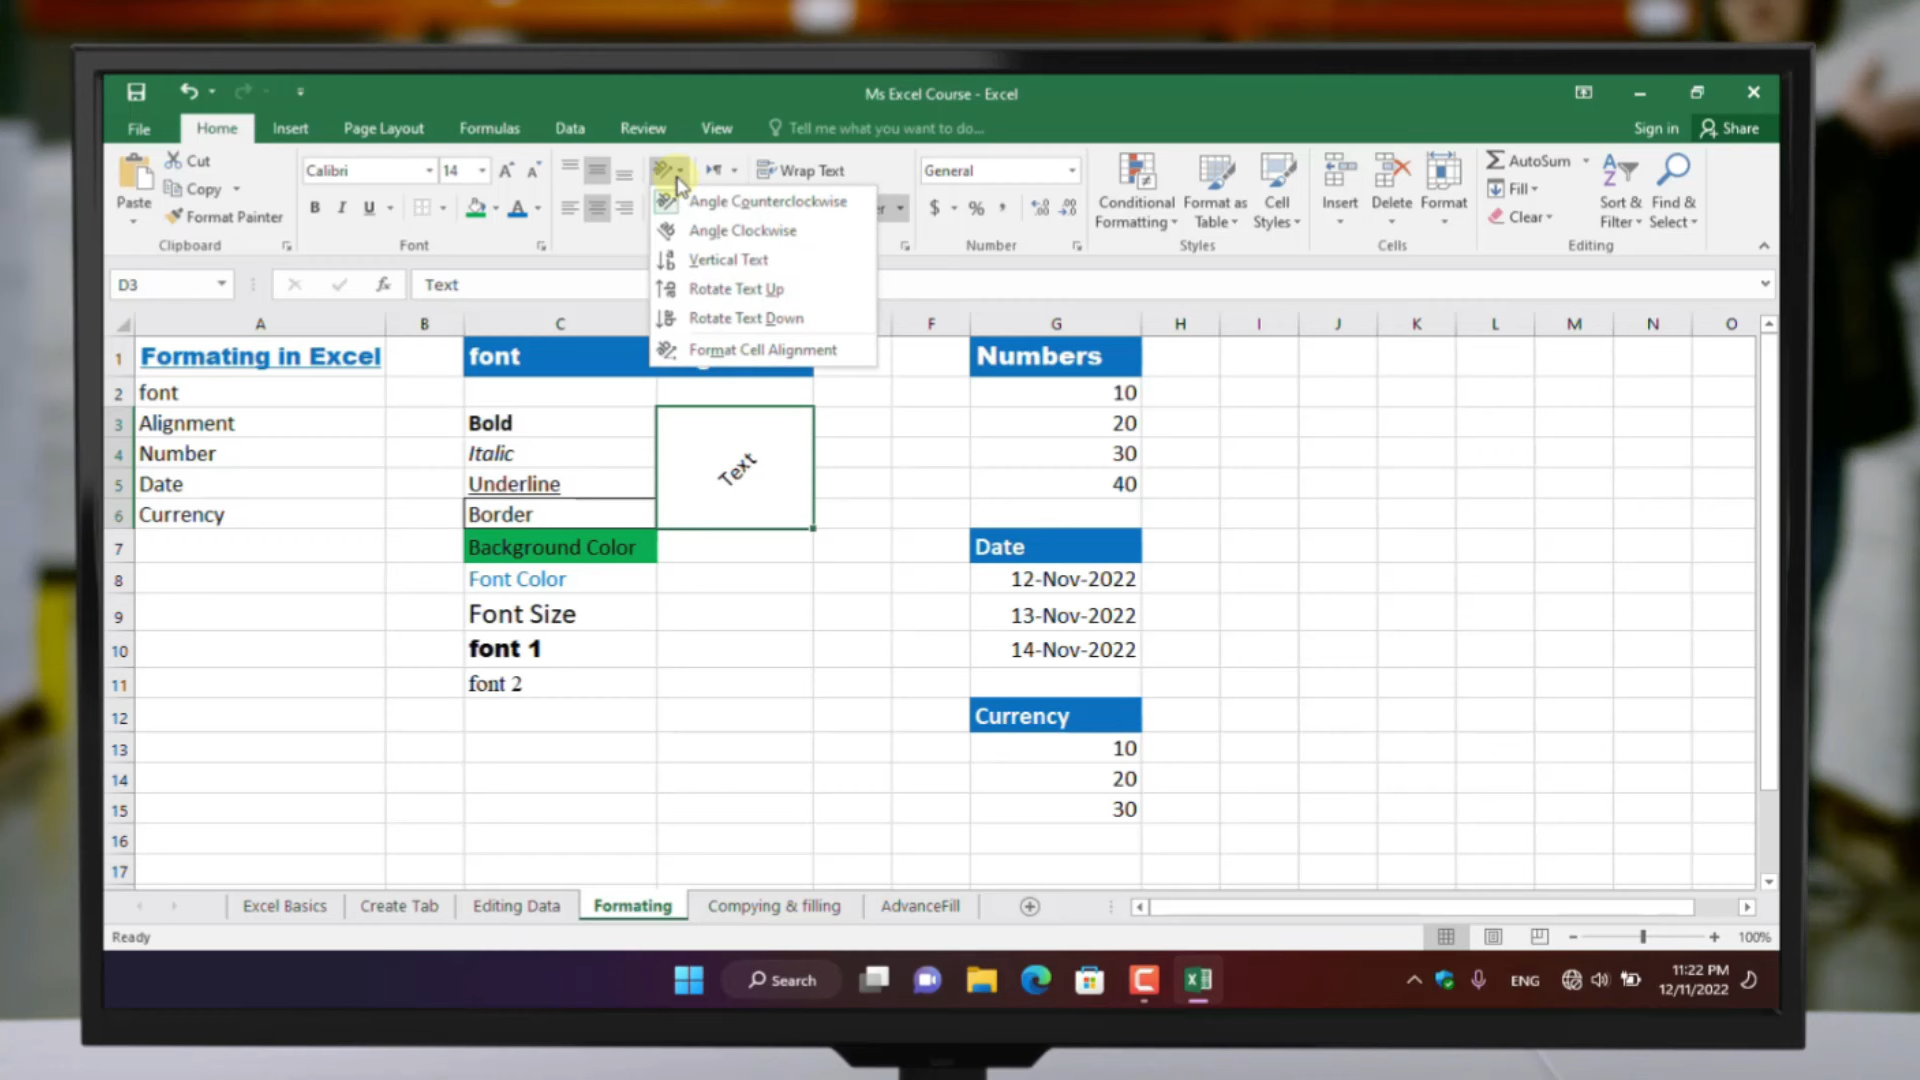 Ms Excel Course - Excel
File Home Insert Page Layout Formulas Data Review View Tell me what you want to do... Sign in Share
Paste
Cut
Copy
Format Painter
Clipboard
Calibri 14
B I U
Font
Wrap Text
General
$ % ,
Number
Conditional Formatting
Format as Table
Cell Styles
Styles
Insert Delete Format
Cells
AutoSum
Fill
Clear
Sort & Filter
Find & Select
Editing
Angle Counterclockwise
Angle Clockwise
Vertical Text
Rotate Text Up
Rotate Text Down
Format Cell Alignment
D3 fx Text
A B C F G H I J K L M N O
1 Formating in Excel font Numbers
2 font 10
3 Alignment Bold 20
4 Number Italic 30
Text
5 Date Underline 40
6 Currency Border
7 Background Color Date
8 Font Color 12-Nov-2022
9 Font Size 13-Nov-2022
10 font 1 14-Nov-2022
11 font 2
12 Currency
13 10
14 20
15 30
16
17
Excel Basics Create Tab Editing Data Formating Compying & filling AdvanceFill
Ready 100%
Search ENG 11:22 PM
12/11/2022